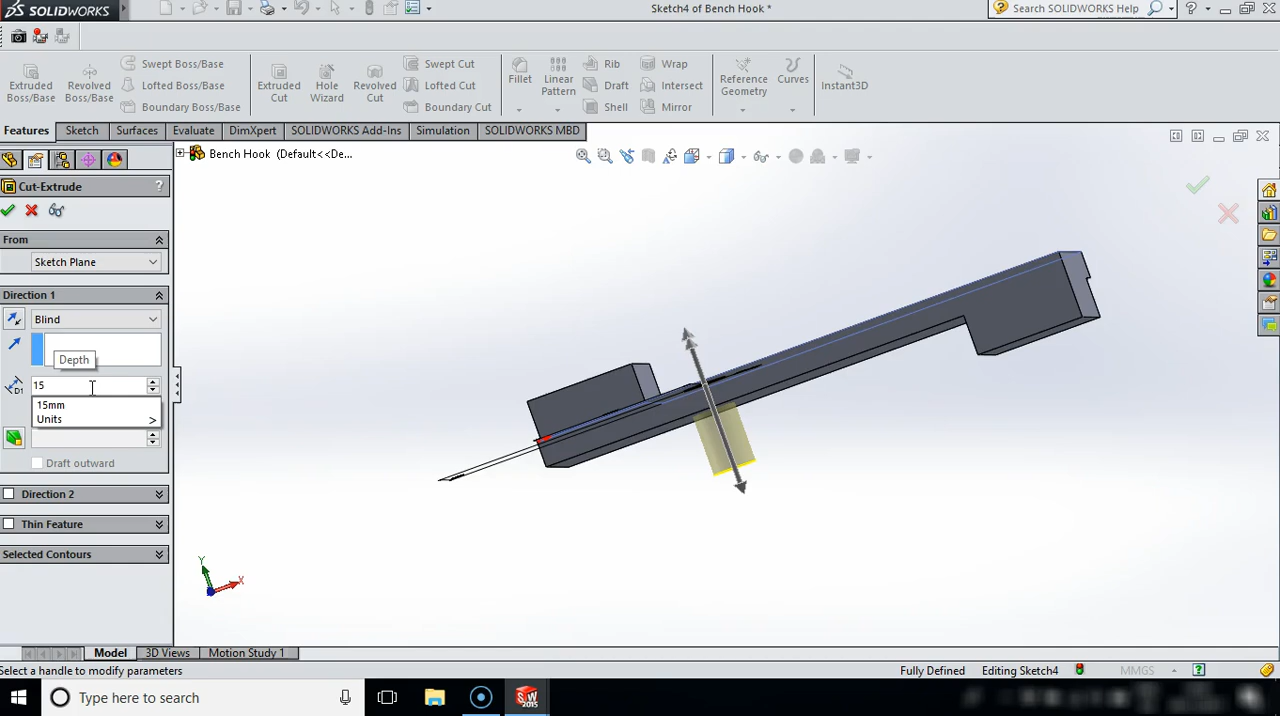 SOLIDWORKS
Sketch4 of Bench Hook *
Search SOLIDWORKS Help
Extruded Boss/Base
Revolved Boss/Base
Swept Boss/Base
Lofted Boss/Base
Boundary Boss/Base
Extruded Cut
Hole Wizard
Revolved Cut
Swept Cut
Lofted Cut
Boundary Cut
Fillet
Linear Pattern
Rib
Draft
Shell
Wrap
Intersect
Mirror
Reference Geometry
Curves
Instant3D
Features
Sketch
Surfaces
Evaluate
DimXpert
SOLIDWORKS Add-Ins
Simulation
SOLIDWORKS MBD
Bench Hook (Default<<De...
Cut-Extrude
?
From
Sketch Plane
Direction 1
Blind
Depth
D1
15
15mm
Units >
Draft outward
Direction 2
Thin Feature
Selected Contours
Y
X
Model
3D Views
Motion Study 1
Select a handle to modify parameters
Fully Defined
Editing Sketch4
MMGS
?
Type here to search
SW
2015